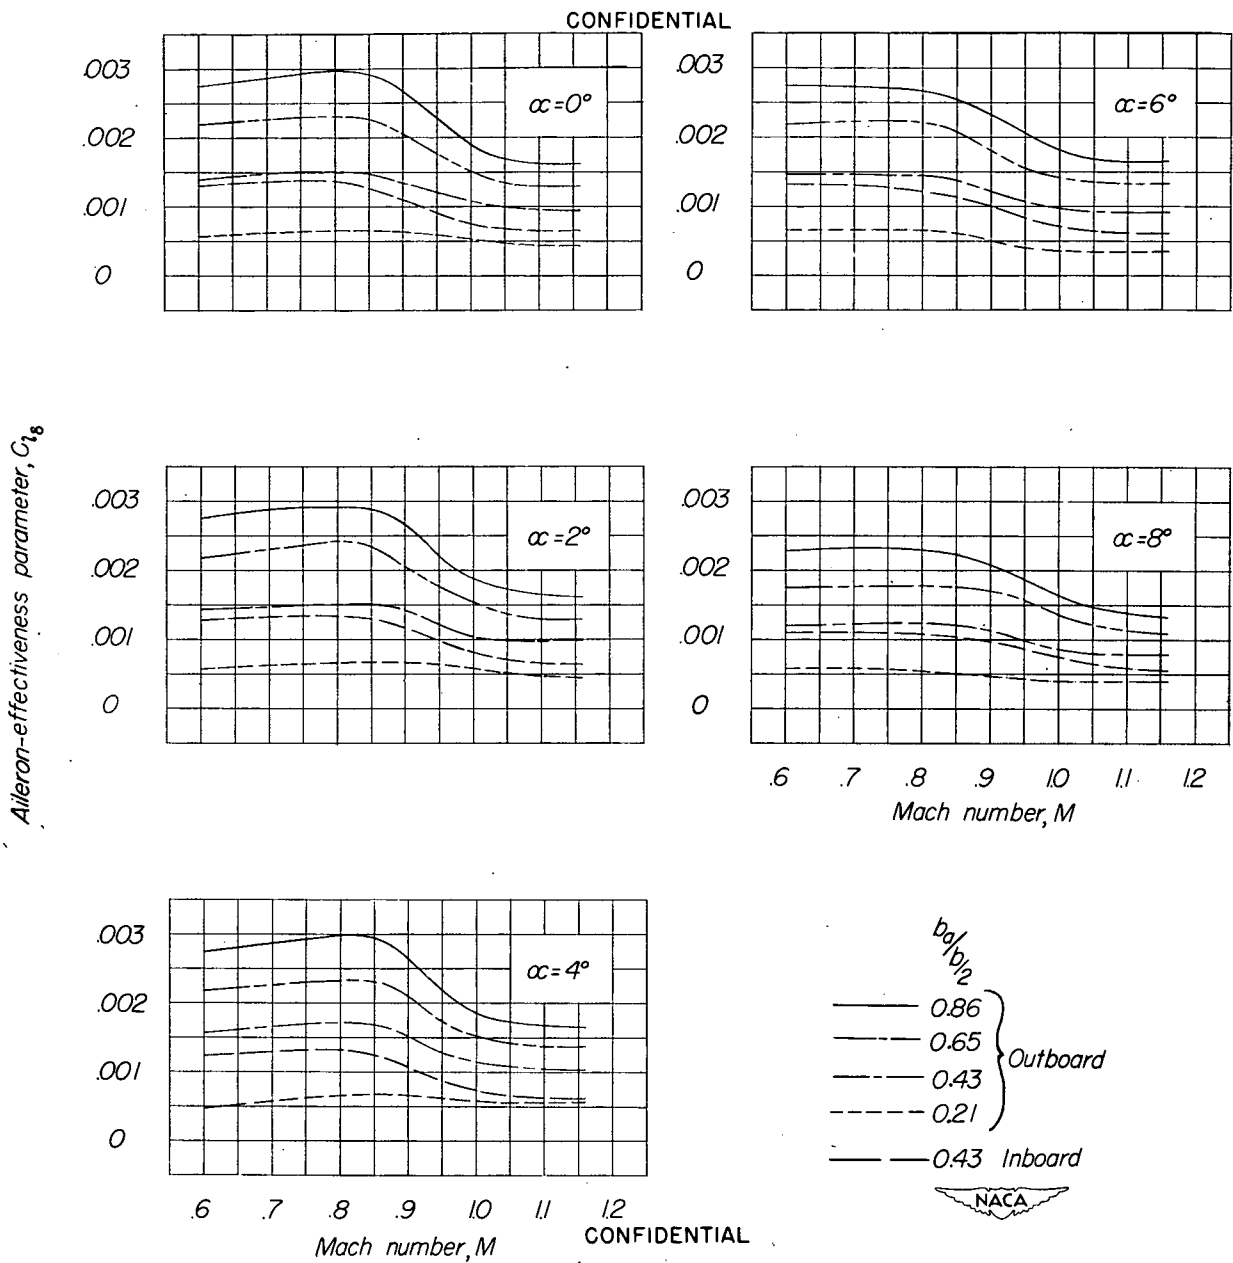 CONFIDENTIAL
.003
.002
.001
0
α=0°
.003
.002
.001
0
α=6°
Aileron-effectiveness parameter, Clδ
.003
.002
.001
0
α=2°
.003
.002
.001
0
α=8°
.6 .7 .8 .9 1.0 1.1 1.2
Mach number, M
.003
.002
.001
0
α=4°
.6 .7 .8 .9 1.0 1.1 1.2
Mach number, M
ba/b/2
0.86
0.65
0.43
0.21
Outboard
0.43 Inboard
NACA
CONFIDENTIAL